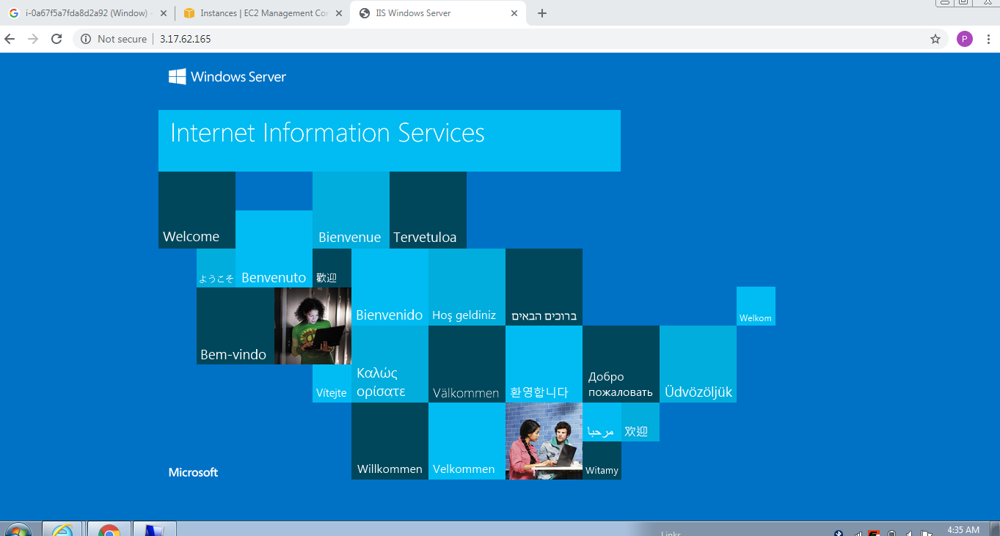 i-0a67f5a7fda8d2a92 (Window)
Instances | EC2 Management Co
IIS Windows Server
Not secure
3.17.62.165
P
Windows Server
Internet Information Services
Welcome
Bienvenue
Tervetuloa
ようこそ
Benvenuto
歡迎
Bienvenido
Hoş geldiniz
ברוכים הבאים
Welkom
Bem-vindo
Vítejte
Καλώς
ορίσατε
Välkommen
환영합니다
Добро
пожаловать
Üdvözöljük
مرحبا
欢迎
Willkommen
Velkommen
Witamy
Microsoft
Links
4:35 AM